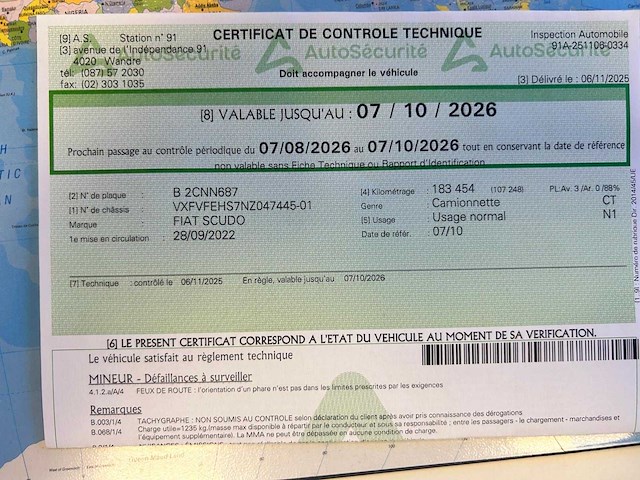 [9] A.S. Station n° 91
[3] avenue de l'Indépendance 91
4020 Wandre
tél: (087) 57 2030
fax: (02) 303 1035
CERTIFICAT DE CONTROLE TECHNIQUE
AutoSécurité AutoSécurité AutoSécurité
Doit accompagner le véhicule
Inspection Automobile
91A-251106-0334
[3] Délivré le : 06/11/2025
[8] VALABLE JUSQU'AU : 07 / 10 / 2026
Prochain passage au contrôle périodique du 07/08/2026 au 07/10/2026 tout en conservant la date de référence
non valable sans Fiche Technique ou Rapport d'Identification
[2] N° de plaque : B 2CNN687
[1] N° de châssis : VXFVFEHS7NZ047445-01
Marque FIAT SCUDO
1e mise en circulation : 28/09/2022
[4] Kilométrage : 183 454 (107 248) PL:Av. 3 /Ar. 0/88%
Genre : Camionnette CT
[5] Usage : Usage normal N1
Date de référ. : 07/10
[7] Technique : contrôlé le 06/11/2025 En règle, valable jusqu'au 07/10/2026
[6] LE PRESENT CERTIFICAT CORRESPOND A L'ETAT DU VEHICULE AU MOMENT DE SA VERIFICATION.
Le véhicule satisfait au règlement technique
MINEUR - Défaillances à surveiller
4.1.2.a/A/4 FEUX DE ROUTE : l'orientation d'un phare n'est pas dans les limites prescrites par les exigences
Remarques
B.003/1/4 TACHYGRAPHE : NON SOUMIS AU CONTROLE selon déclaration du client après avoir pris connaissance des dérogations
B.068/1/4 Charge utile=1235 kg.(masse max disponible à répartir par le conducteur et sous sa responsabilité ; entre les passagers - le chargement - marchandises et
l'équipement supplémentaire). La MMA ne peut être dépassée en aucune condition de charge.